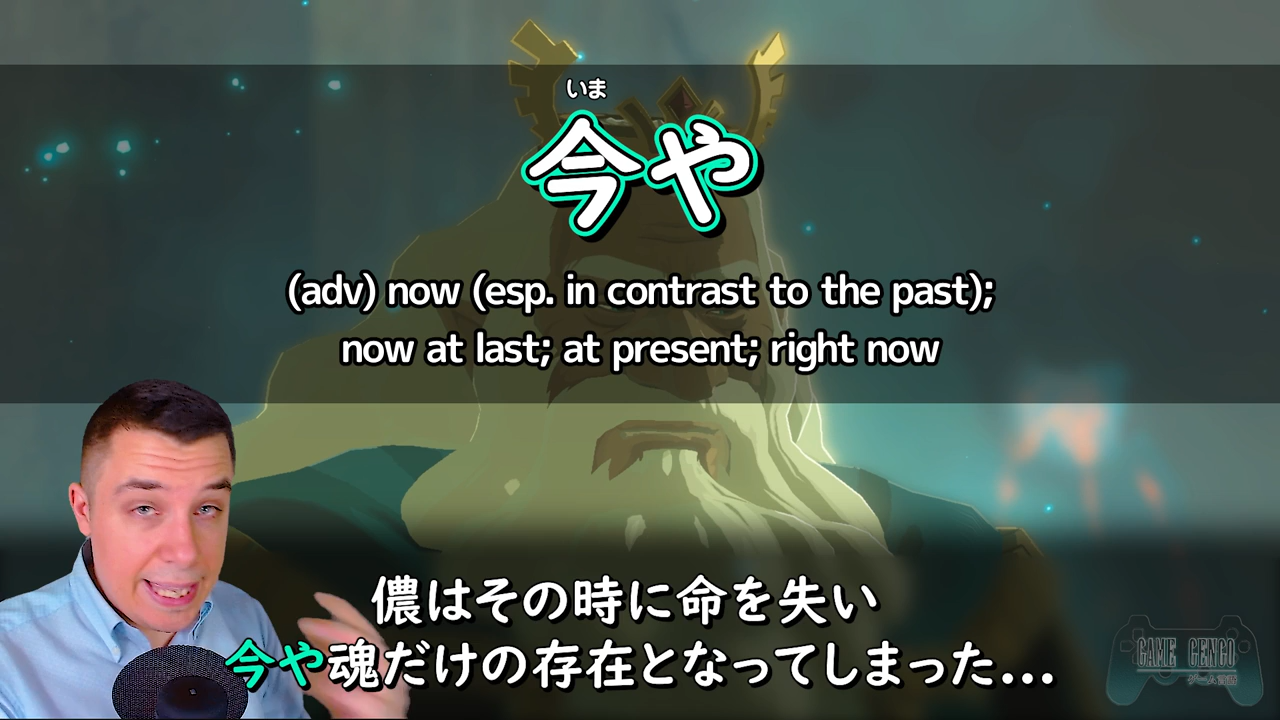 いま
今や
(adv) now (esp. in contrast to the past);
now at last; at present; right now
儂はその時に命を失い
今や魂だけの存在となってしまった…
GAME GENGO
ゲーム言語